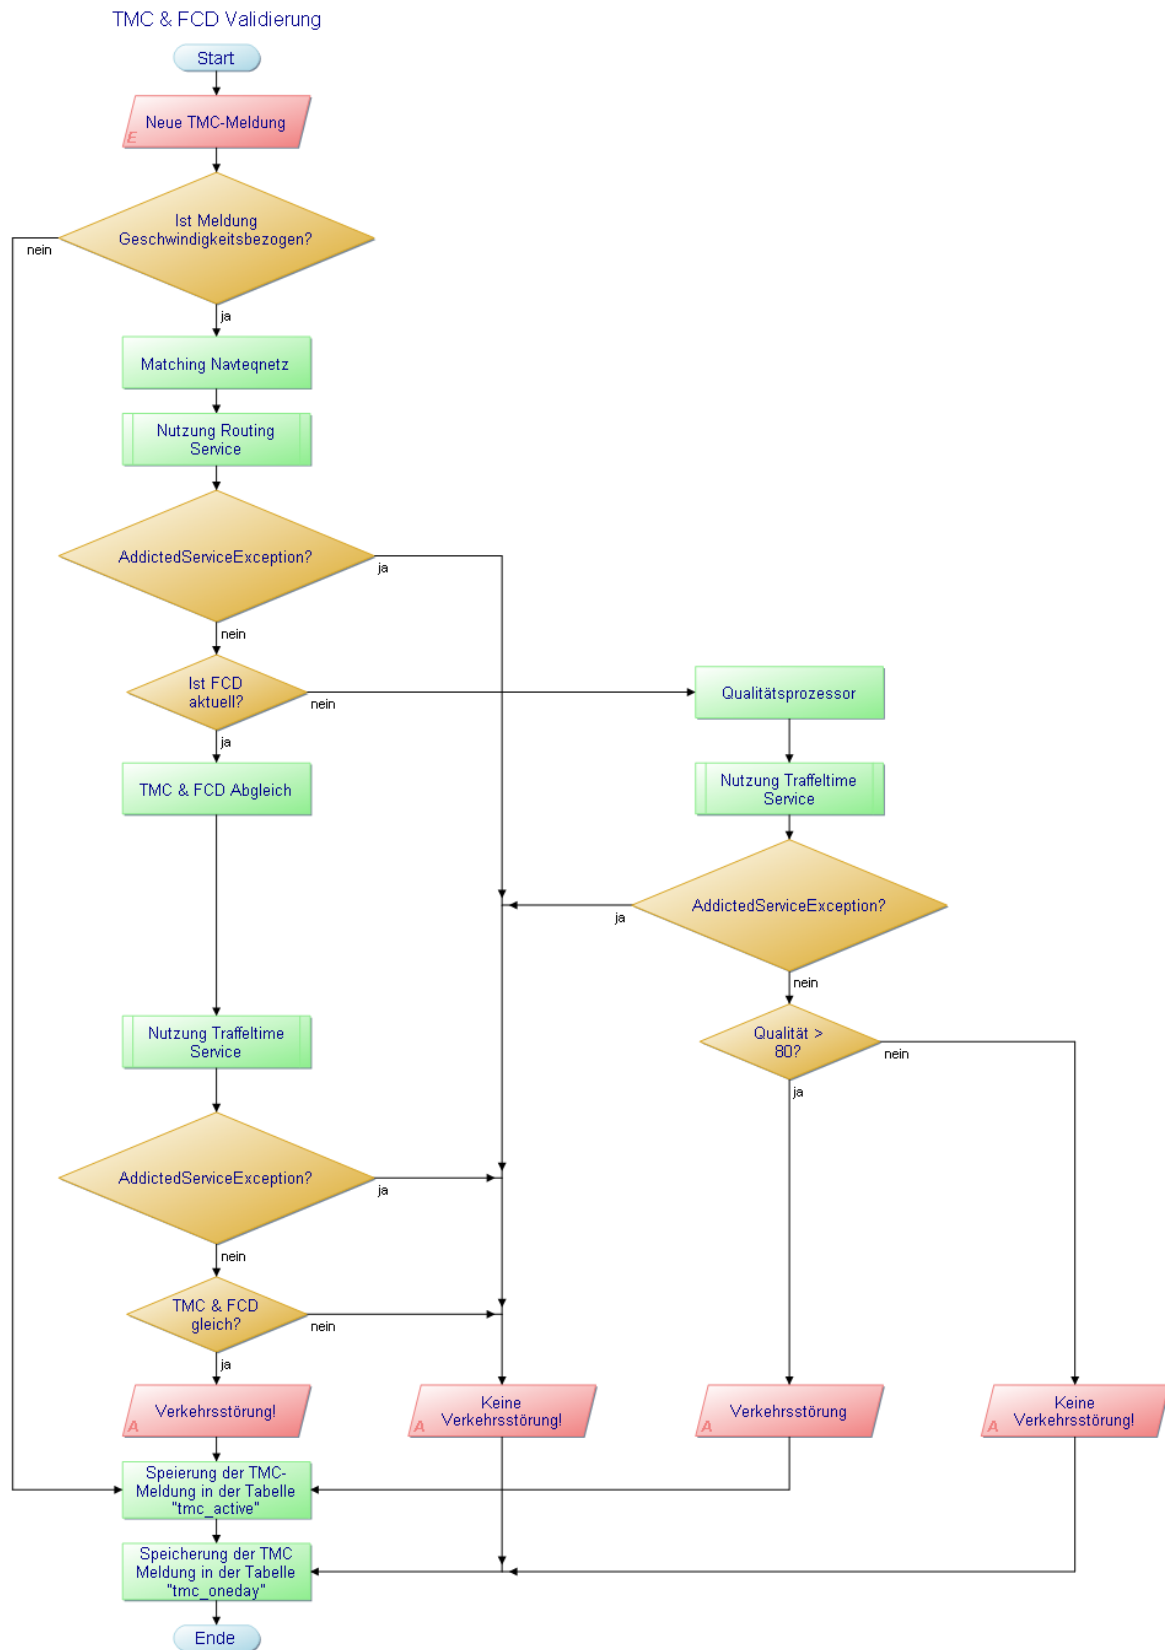 TMC & FCD Validierung
Start
Neue TMC-Meldung
E
Ist Meldung
Geschwindigkeitsbezogen?
nein
ja
Matching Navteqnetz
Nutzung Routing
Service
AddictedServiceException?
ja
nein
Ist FCD
aktuell?
nein
ja
Qualitätsprozessor
TMC & FCD Abgleich
Nutzung Traffeltime
Service
AddictedServiceException?
ja
nein
Qualität >
80?
nein
ja
Nutzung Traffeltime
Service
AddictedServiceException?
ja
nein
TMC & FCD
gleich?
nein
ja
Verkehrsstörung!
A
Keine
Verkehrsstörung!
A
Verkehrsstörung
A
Keine
Verkehrsstörung!
A
Speierung der TMC-
Meldung in der Tabelle
"tmc_active"
Speicherung der TMC
Meldung in der Tabelle
"tmc_oneday"
Ende